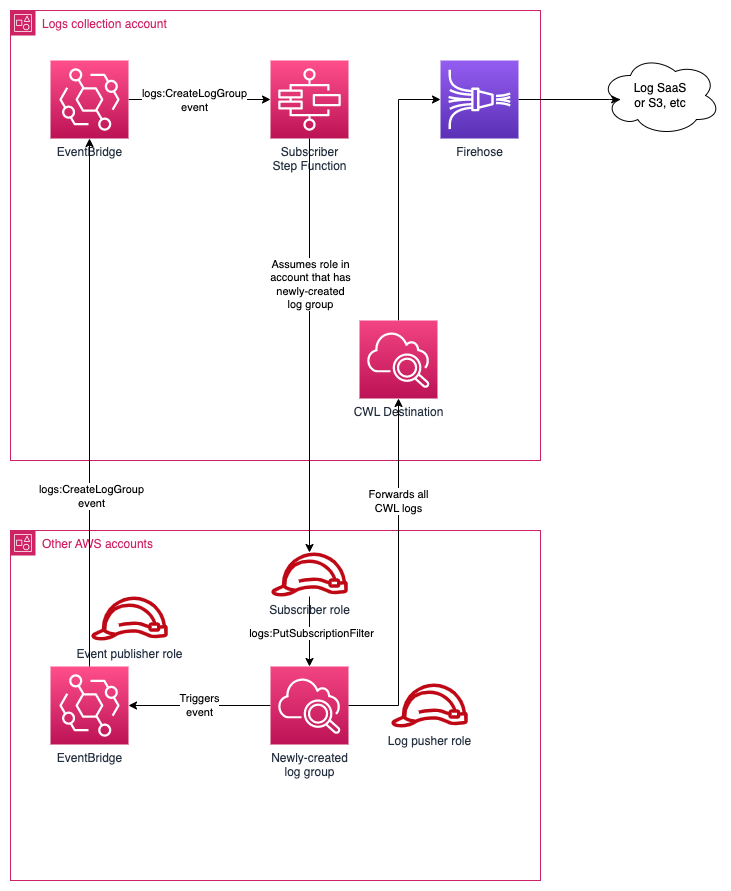 Logs collection account
logs:CreateLogGroup
event
EventBridge
Subscriber
Step Function
Firehose
Log SaaS
or S3, etc
Assumes role in
account that has
newly-created
log group
CWL Destination
logs:CreateLogGroup
event
Forwards all
CWL logs
Other AWS accounts
Subscriber role
logs:PutSubscriptionFilter
Event publisher role
Triggers
event
Log pusher role
EventBridge
Newly-created
log group